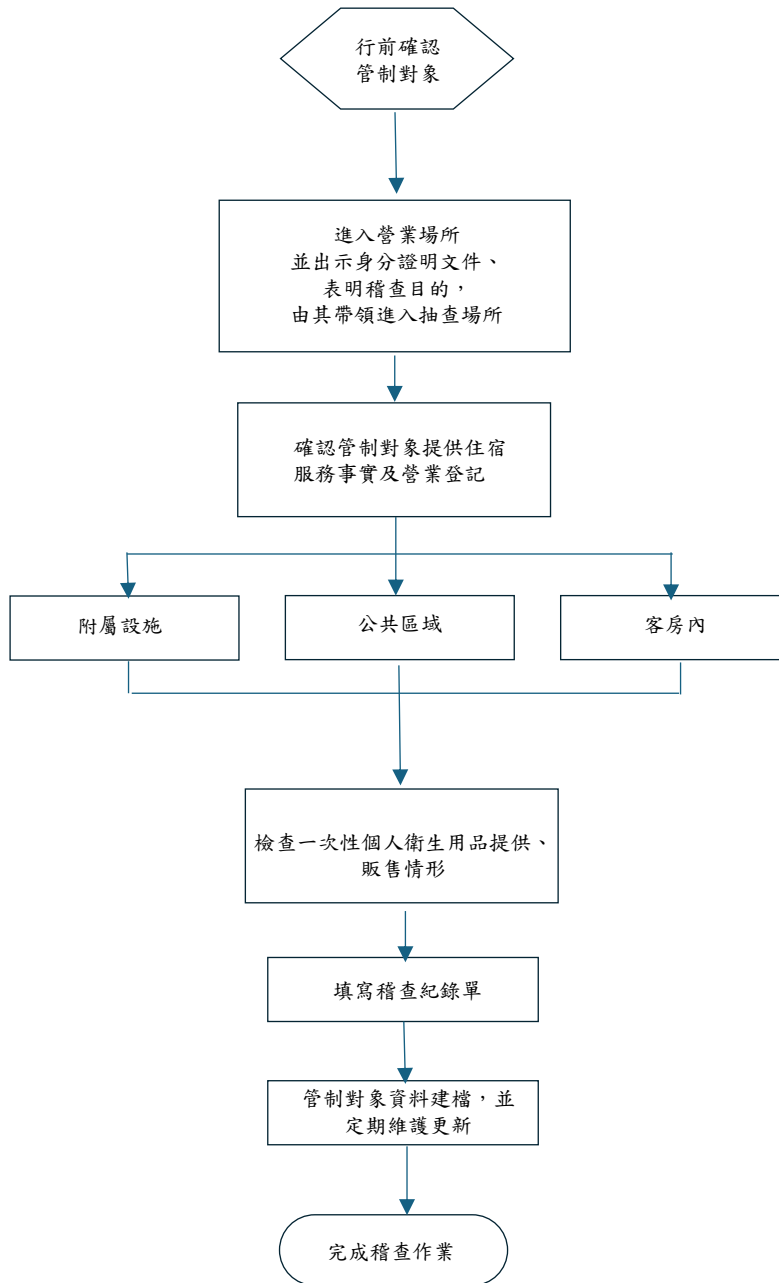 行前確認
管制對象
進入營業場所
並出示身分證明文件、
表明稽查目的，
由其帶領進入抽查場所
確認管制對象提供住宿
服務事實及營業登記
附屬設施
公共區域
客房內
檢查一次性個人衛生用品提供、
販售情形
填寫稽查紀錄單
管制對象資料建檔，並
定期維護更新
完成稽查作業